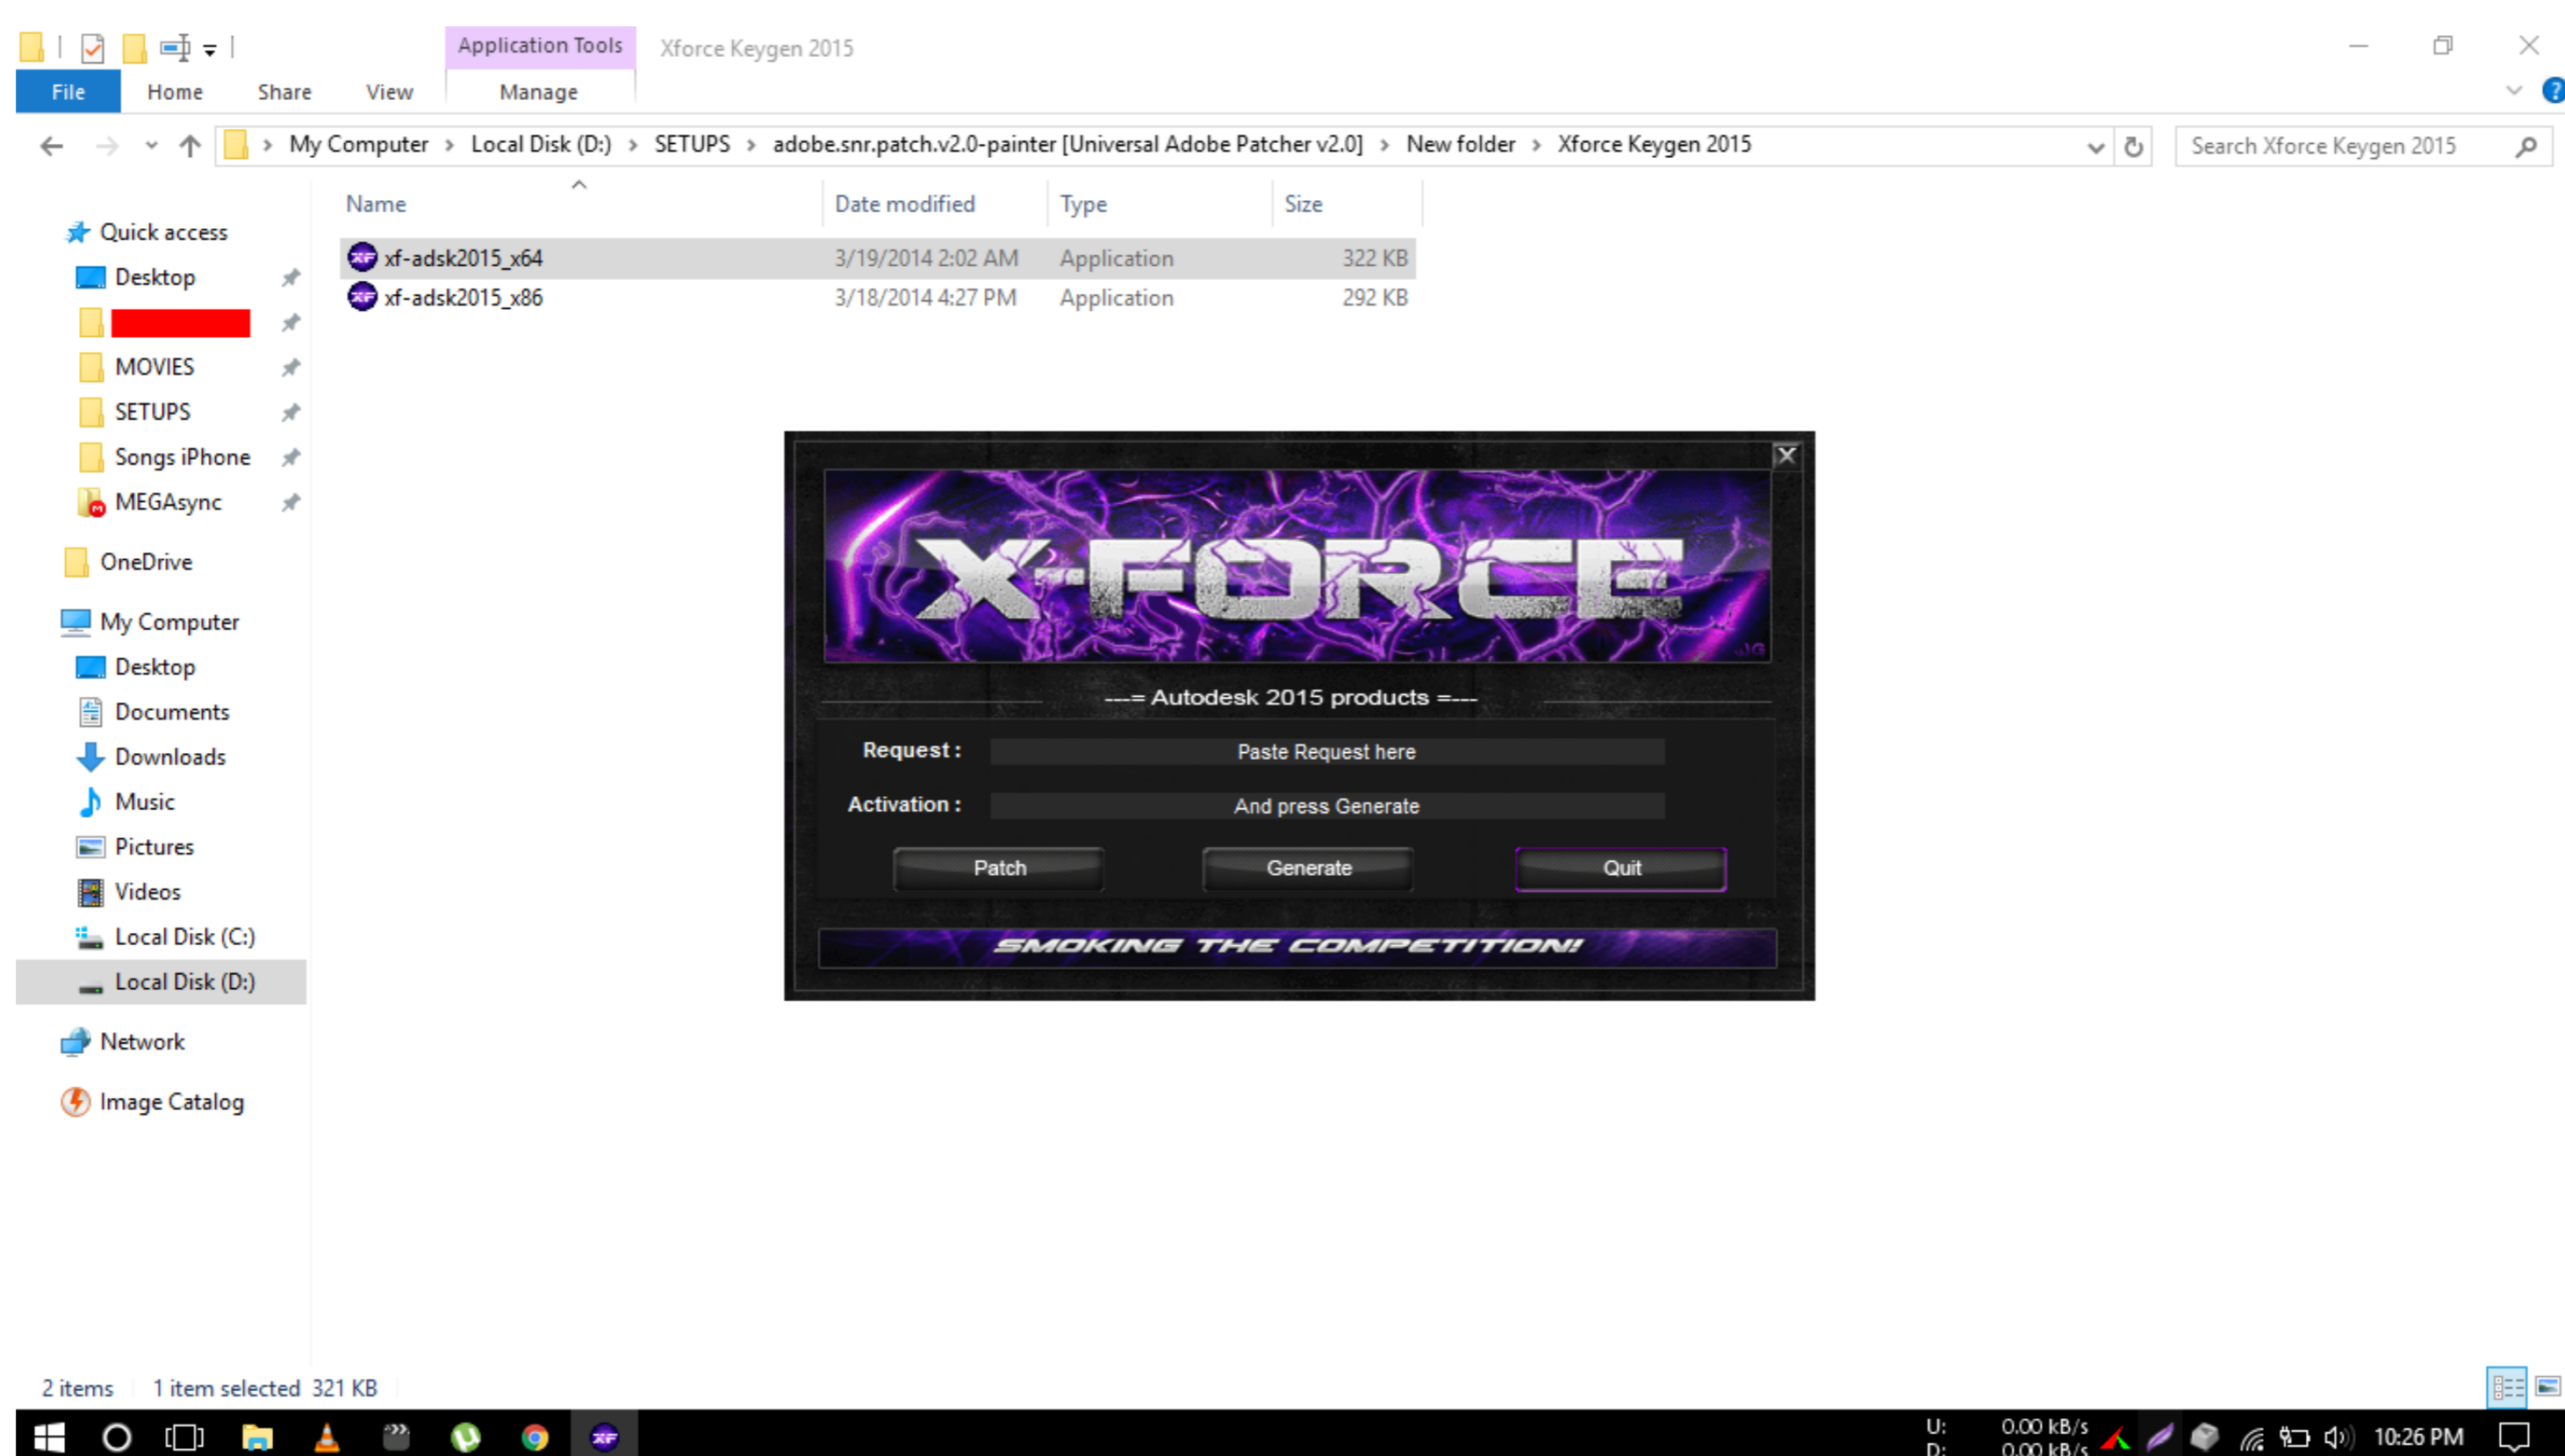 Application Tools
Xforce Keygen 2015
File
Home
Share
View
Manage
My Computer > Local Disk (D:) > SETUPS > adobe.snr.patch.v2.0-painter [Universal Adobe Patcher v2.0] > New folder > Xforce Keygen 2015
Search Xforce Keygen 2015
Name
Date modified
Type
Size
xf-adsk2015_x64
3/19/2014 2:02 AM
Application
322 KB
xf-adsk2015_x86
3/18/2014 4:27 PM
Application
292 KB
Quick access
Desktop
MOVIES
SETUPS
Songs iPhone
MEGAsync
OneDrive
My Computer
Desktop
Documents
Downloads
Music
Pictures
Videos
Local Disk (C:)
Local Disk (D:)
Network
Image Catalog
X
X-FORCE
JG
---= Autodesk 2015 products =---
Request :
Paste Request here
Activation :
And press Generate
Patch
Generate
Quit
SMOKING THE COMPETITION!
2 items
1 item selected 321 KB
XF
U: 0.00 kB/s
D: 0.00 kB/s
10:26 PM